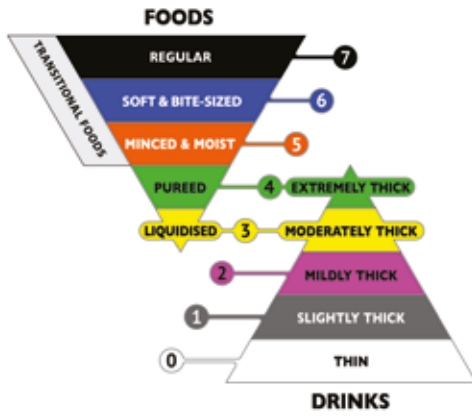 FOODS
TRANSITIONAL FOODS
REGULAR 7
SOFT & BITE-SIZED 6
MINCED & MOIST 5
PUREED 4 EXTREMELY THICK
LIQUIDISED 3 MODERATELY THICK
2 MILDLY THICK
1 SLIGHTLY THICK
0 THIN
DRINKS